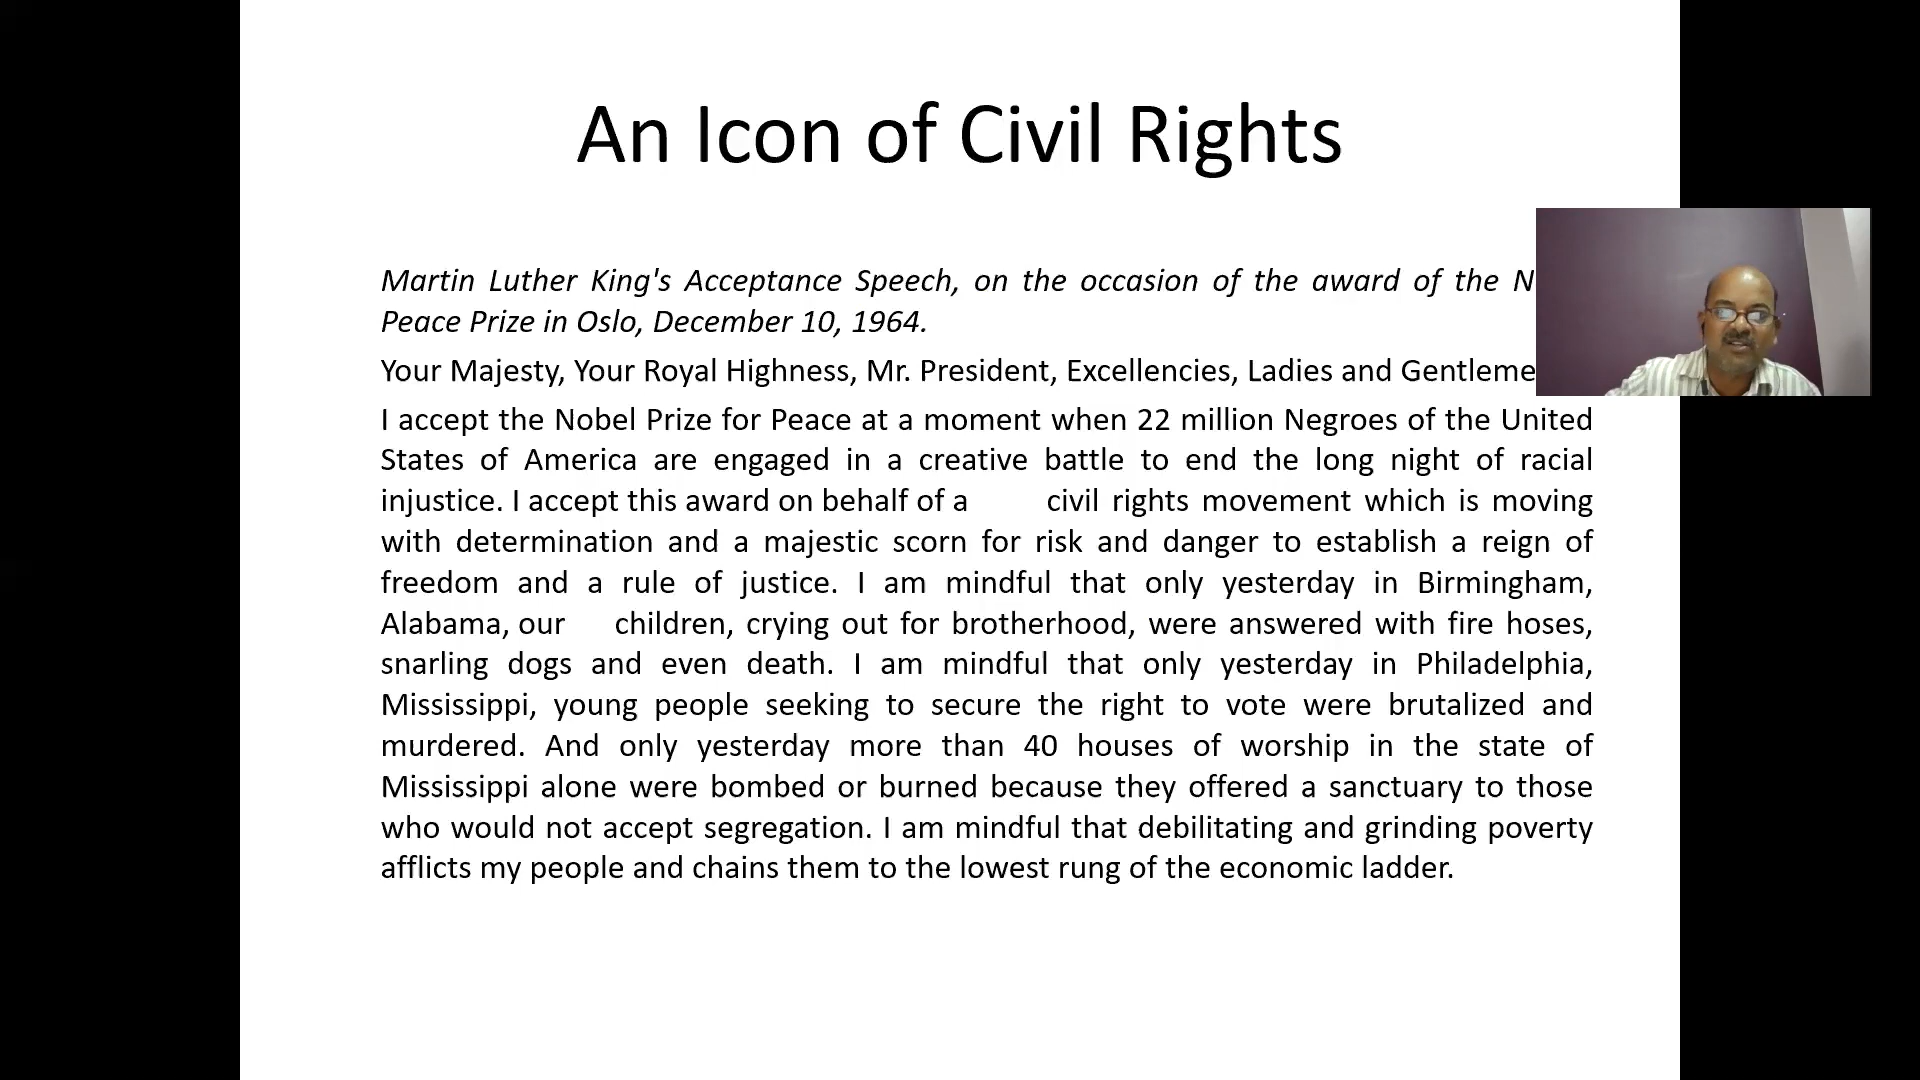 An Icon of Civil Rights
Martin Luther King's Acceptance Speech, on the occasion of the award of the
Peace Prize in Oslo, December 10, 1964.
Your Majesty, Your Royal Highness, Mr. President, Excellencies, Ladies and
I accept the Nobel Prize for Peace at a moment when 22 million Negroes of the United
States of America are engaged in a creative battle to end the long night of racial
injustice. I accept this award on behalf of a civil rights movement which is moving
with determination and a majestic scorn for risk and danger to establish a reign of
freedom and a rule of justice. I am mindful that only yesterday in Birmingham,
Alabama, our children, crying out for brotherhood, were answered with fire hoses,
snarling dogs and even death. I am mindful that only yesterday in Philadelphia,
Mississippi, young people seeking to secure the right to vote were brutalized and
murdered. And only yesterday more than 40 houses of worship in the state of
Mississippi alone were bombed or burned because they offered a sanctuary to those
who would not accept segregation. I am mindful that debilitating and grinding poverty
afflicts my people and chains them to the lowest rung of the economic ladder.